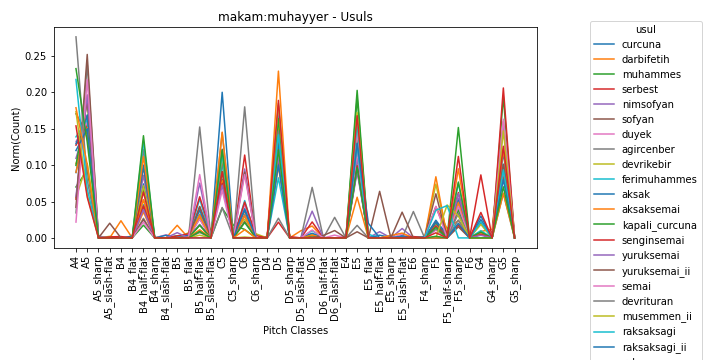 makam:muhayyer - Usuls
Norm(Count)
0.25
0.20
0.15
0.10
0.05
0.00
A4
A5
A5_sharp
A5_slash-flat
B4
B4_flat
B4_half-flat
B4_sharp
B4_slash-flat
B5
B5_flat
B5_half-flat
B5_slash-flat
C5
C5_sharp
C6
C6_sharp
D4
D5
D5_sharp
D5_slash-flat
D6
D6_half-flat
D6_slash-flat
E4
E5
E5_flat
E5_half-flat
E5_sharp
E5_slash-flat
E6
F4_sharp
F5
F5_half-sharp
F5_sharp
F6
G4
G4_sharp
G5
G5_sharp
Pitch Classes
usul
curcuna
darbifetih
muhammes
serbest
nimsofyan
sofyan
duyek
agircenber
devrikebir
ferimuhammes
aksak
aksaksemai
kapali_curcuna
senginsemai
yuruksemai
yuruksemai_ii
semai
devrituran
musemmen_ii
raksaksagi
raksaksagi_ii